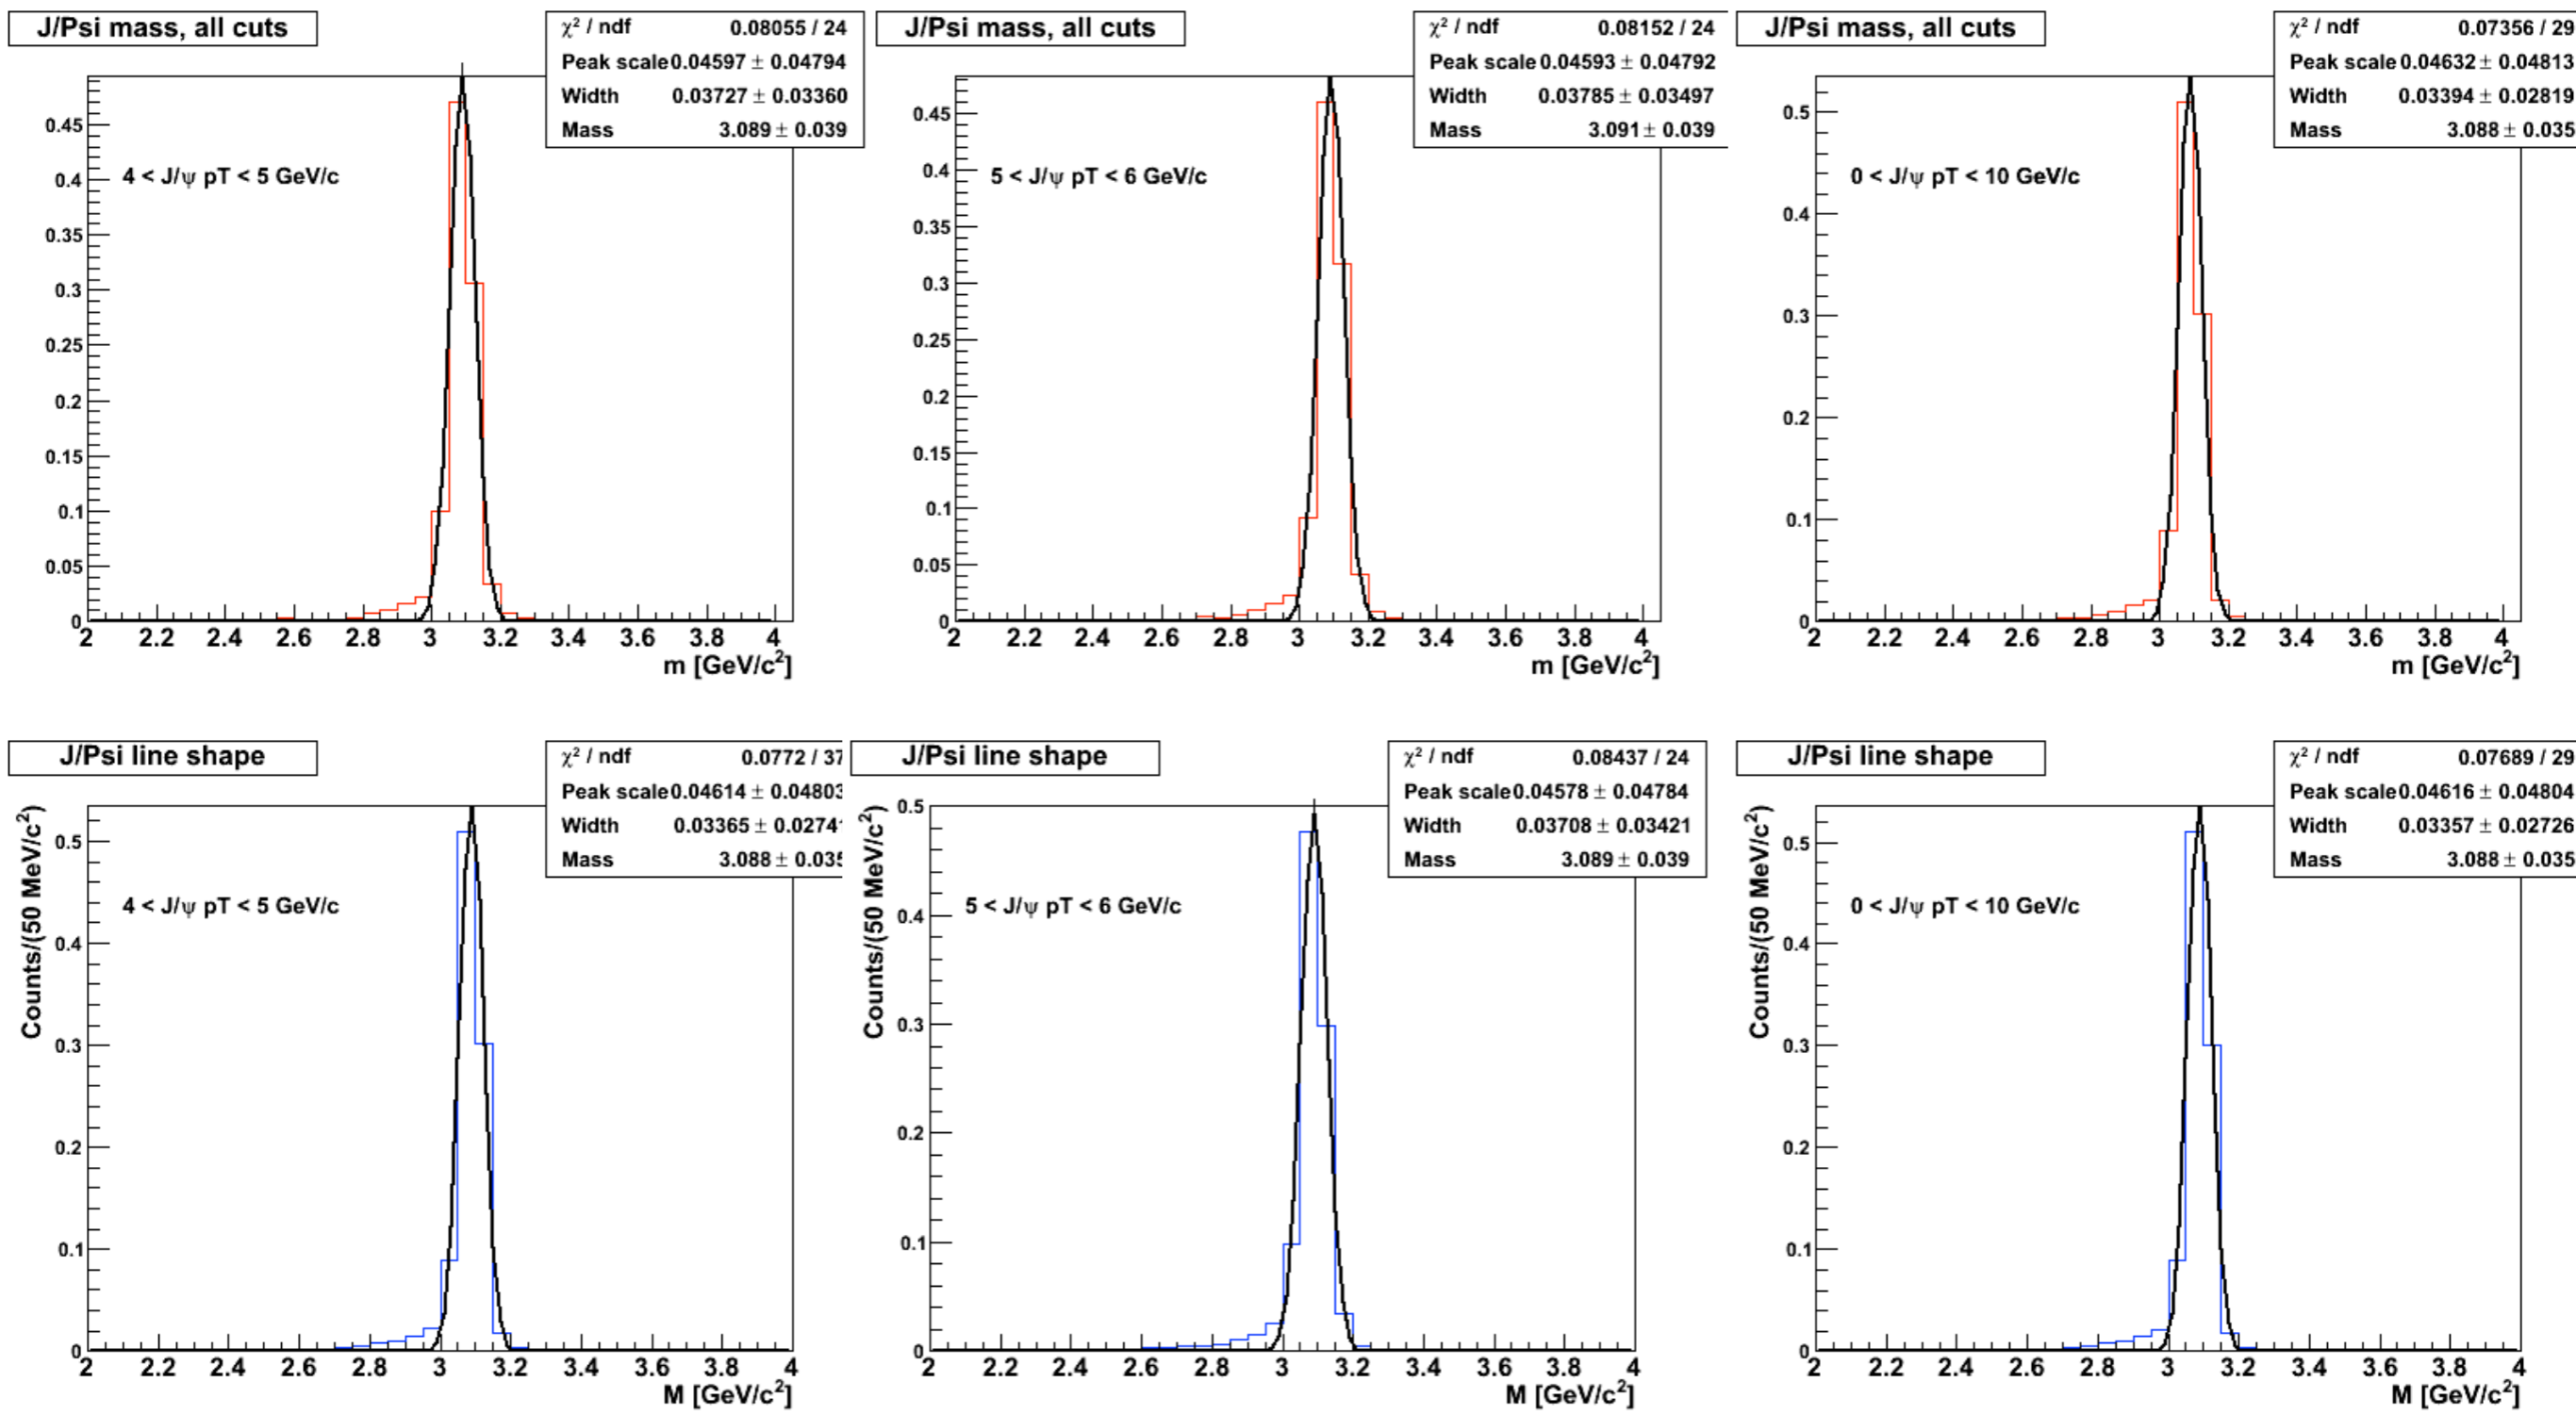 J/Psi mass, all cuts
χ² / ndf 0.08055 / 24
Peak scale 0.04597 ± 0.04794
Width 0.03727 ± 0.03360
Mass 3.089 ± 0.039
4 < J/ψ pT < 5 GeV/c
0.45
0.4
0.35
0.3
0.25
0.2
0.15
0.1
0.05
0
2 2.2 2.4 2.6 2.8 3 3.2 3.4 3.6 3.8 4
m [GeV/c²]
J/Psi mass, all cuts
χ² / ndf 0.08152 / 24
Peak scale 0.04593 ± 0.04792
Width 0.03785 ± 0.03497
Mass 3.091 ± 0.039
5 < J/ψ pT < 6 GeV/c
0.45
0.4
0.35
0.3
0.25
0.2
0.15
0.1
0.05
0
2 2.2 2.4 2.6 2.8 3 3.2 3.4 3.6 3.8 4
m [GeV/c²]
J/Psi mass, all cuts
χ² / ndf 0.07356 / 29
Peak scale 0.04632 ± 0.04813
Width 0.03394 ± 0.02819
Mass 3.088 ± 0.035
0 < J/ψ pT < 10 GeV/c
0.5
0.4
0.3
0.2
0.1
0
2 2.2 2.4 2.6 2.8 3 3.2 3.4 3.6 3.8 4
m [GeV/c²]
J/Psi line shape
χ² / ndf 0.0772 / 37
Peak scale 0.04614 ± 0.04803
Width 0.03365 ± 0.02741
Mass 3.088 ± 0.035
4 < J/ψ pT < 5 GeV/c
Counts/(50 MeV/c²)
0.5
0.4
0.3
0.2
0.1
0
2 2.2 2.4 2.6 2.8 3 3.2 3.4 3.6 3.8 4
M [GeV/c²]
J/Psi line shape
χ² / ndf 0.08437 / 24
Peak scale 0.04578 ± 0.04784
Width 0.03708 ± 0.03421
Mass 3.089 ± 0.039
5 < J/ψ pT < 6 GeV/c
Counts/(50 MeV/c²)
0.5
0.4
0.3
0.2
0.1
0
2 2.2 2.4 2.6 2.8 3 3.2 3.4 3.6 3.8 4
M [GeV/c²]
J/Psi line shape
χ² / ndf 0.07689 / 29
Peak scale 0.04616 ± 0.04804
Width 0.03357 ± 0.02726
Mass 3.088 ± 0.035
0 < J/ψ pT < 10 GeV/c
Counts/(50 MeV/c²)
0.5
0.4
0.3
0.2
0.1
0
2 2.2 2.4 2.6 2.8 3 3.2 3.4 3.6 3.8 4
M [GeV/c²]